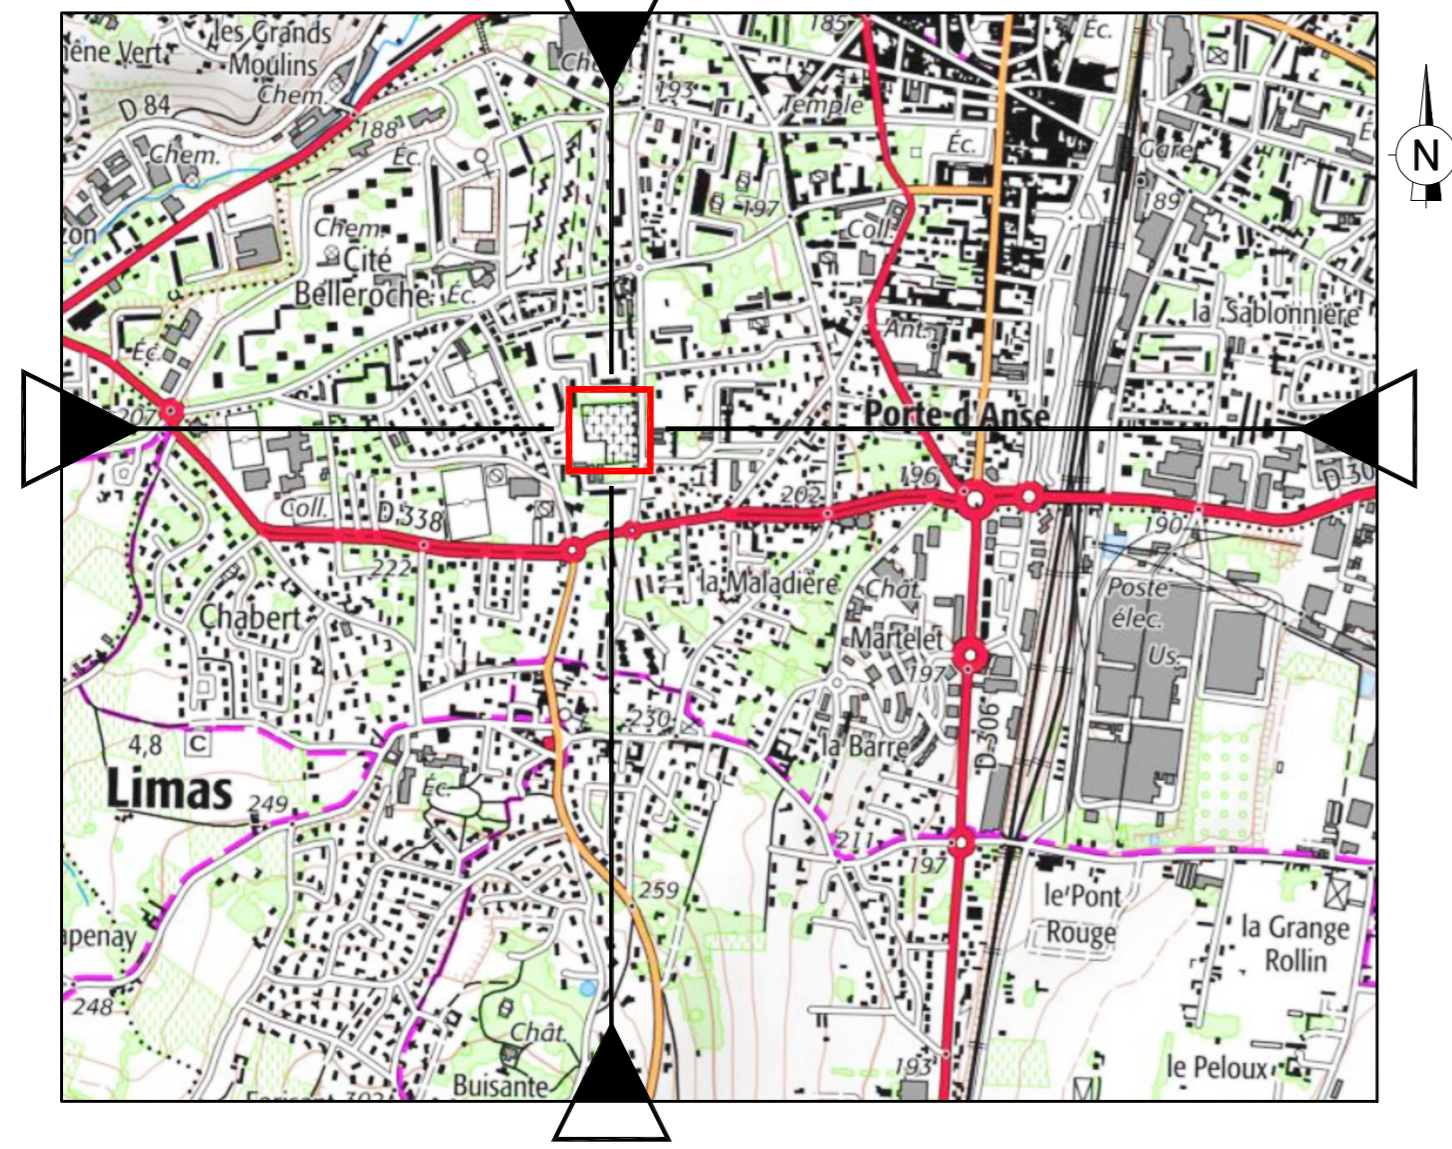 les Grands
Moulins
hêne Vert
Chem.
D 84
188
Chem.
Éc.
193
185
Temple
Éc.
Éc.
Gare
189
197
Coll.
Chem.
Cité
Belleroche
Éc.
Éc.
Ant.
la Sablonnière
207
Porte d'Anse
196
202
D 30
190
Coll.
D 338
222
la Maladière
Chât.
Martelet
197
Poste
élec.
Us.
Chabert
230
la Barre
D 306
4,8
C
Limas
249
Éc.
211
197
259
le Pont
Rouge
la Grange
Rollin
apenay
248
Chât.
Buisante
193
le Peloux
302
N